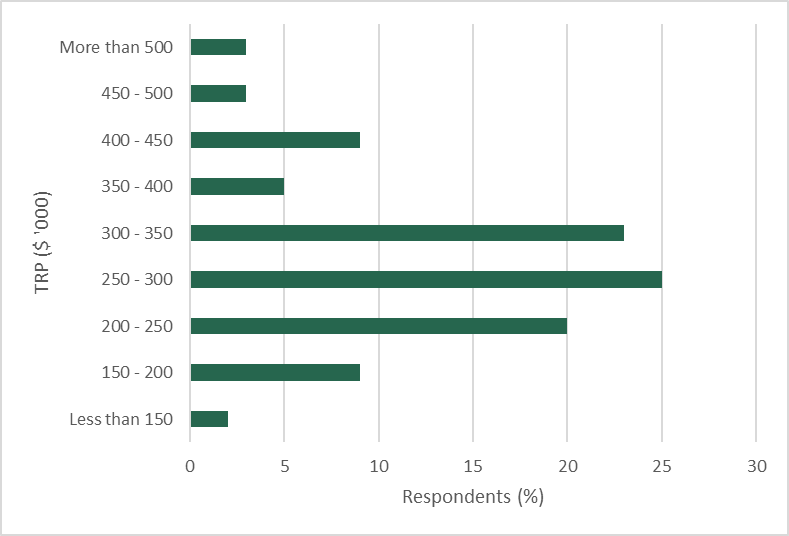 More than 500
450 - 500
400 - 450
350 - 400
300 - 350
250 - 300
200 - 250
150 - 200
Less than 150
TRP ($ '000)
0 5 10 15 20 25 30
Respondents (%)